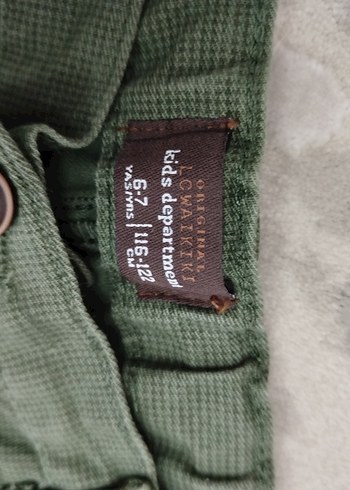 ORIGINAL
LCWAIKIKI
kids department
6-7 | 116-122
YAŞ/YRS CM